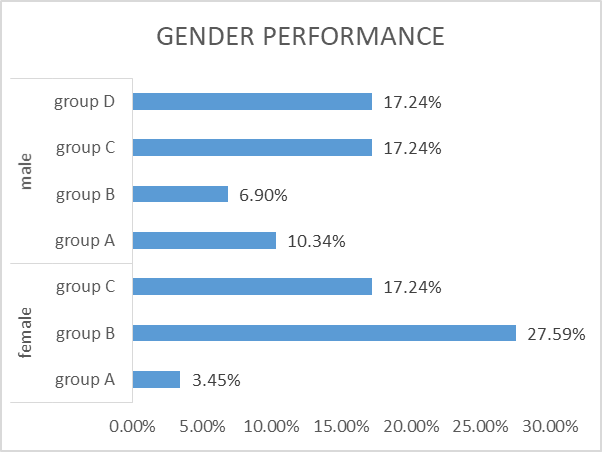 GENDER PERFORMANCE
male
group D 17.24%
group C 17.24%
group B 6.90%
group A 10.34%
female
group C 17.24%
group B 27.59%
group A 3.45%
0.00% 5.00% 10.00% 15.00% 20.00% 25.00% 30.00%